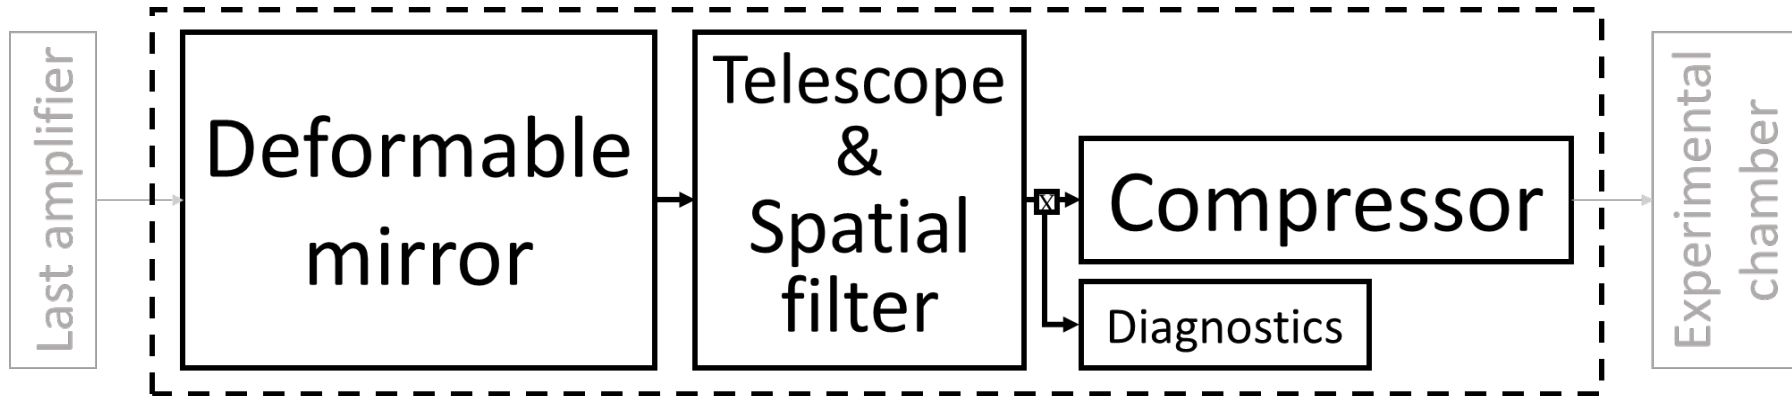 Last amplifier
Deformable
mirror
Telescope
&
Spatial
filter
X
Compressor
Diagnostics
Experimental
chamber